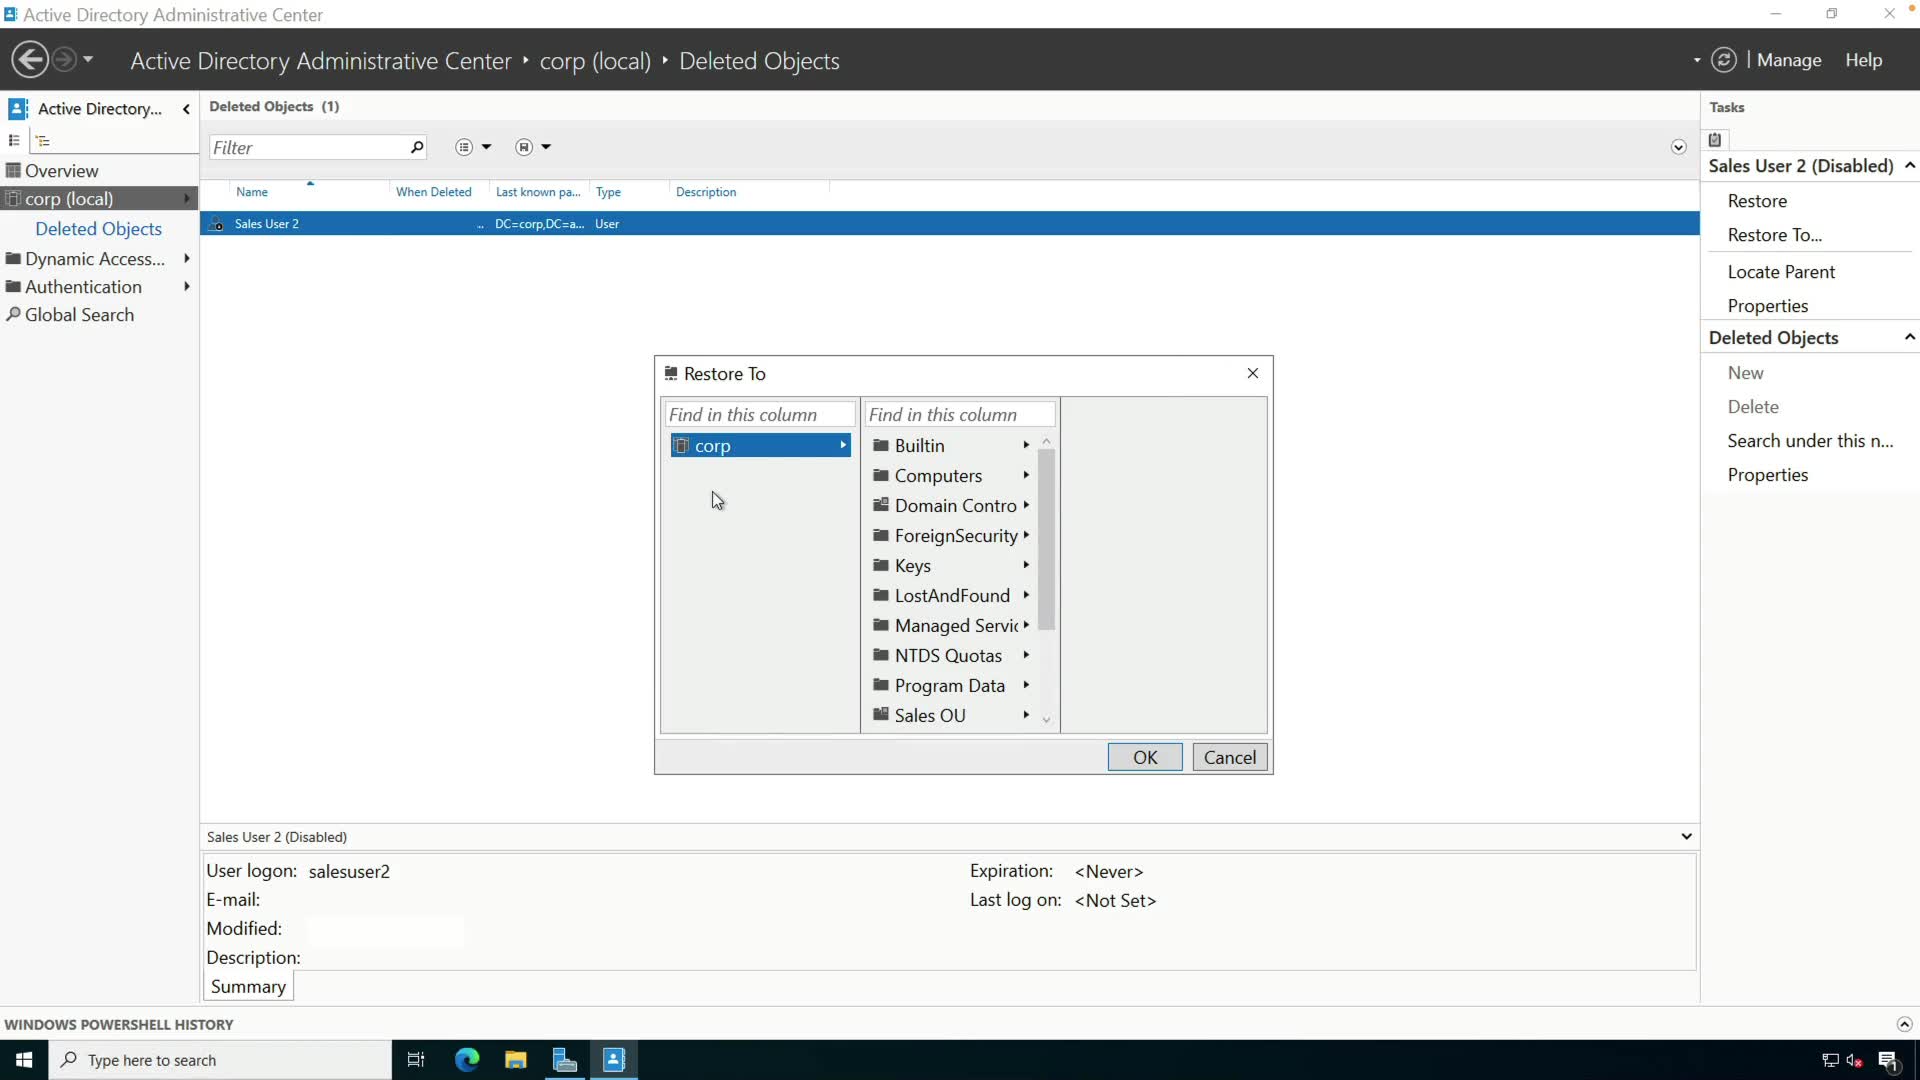 Active Directory Administrative Center
Active Directory Administrative Center • corp (local) • Deleted Objects
Manage
Help
Active Directory...
Overview
corp (local)
Deleted Objects
Dynamic Access...
Authentication
Global Search
Deleted Objects (1)
Filter
Name
When Deleted
Last known pa...
Type
Description
Sales User 2
...
DC=corp,DC=a...
User
Restore To
Find in this column
Find in this column
corp
Builtin
Computers
Domain Contro
ForeignSecurity
Keys
LostAndFound
Managed Servic
NTDS Quotas
Program Data
Sales OU
OK
Cancel
Sales User 2 (Disabled)
User logon: salesuser2
Expiration: <Never>
E-mail:
Last log on: <Not Set>
Modified:
Description:
Summary
Tasks
Sales User 2 (Disabled)
Restore
Restore To...
Locate Parent
Properties
Deleted Objects
New
Delete
Search under this n...
Properties
WINDOWS POWERSHELL HISTORY
Type here to search
1